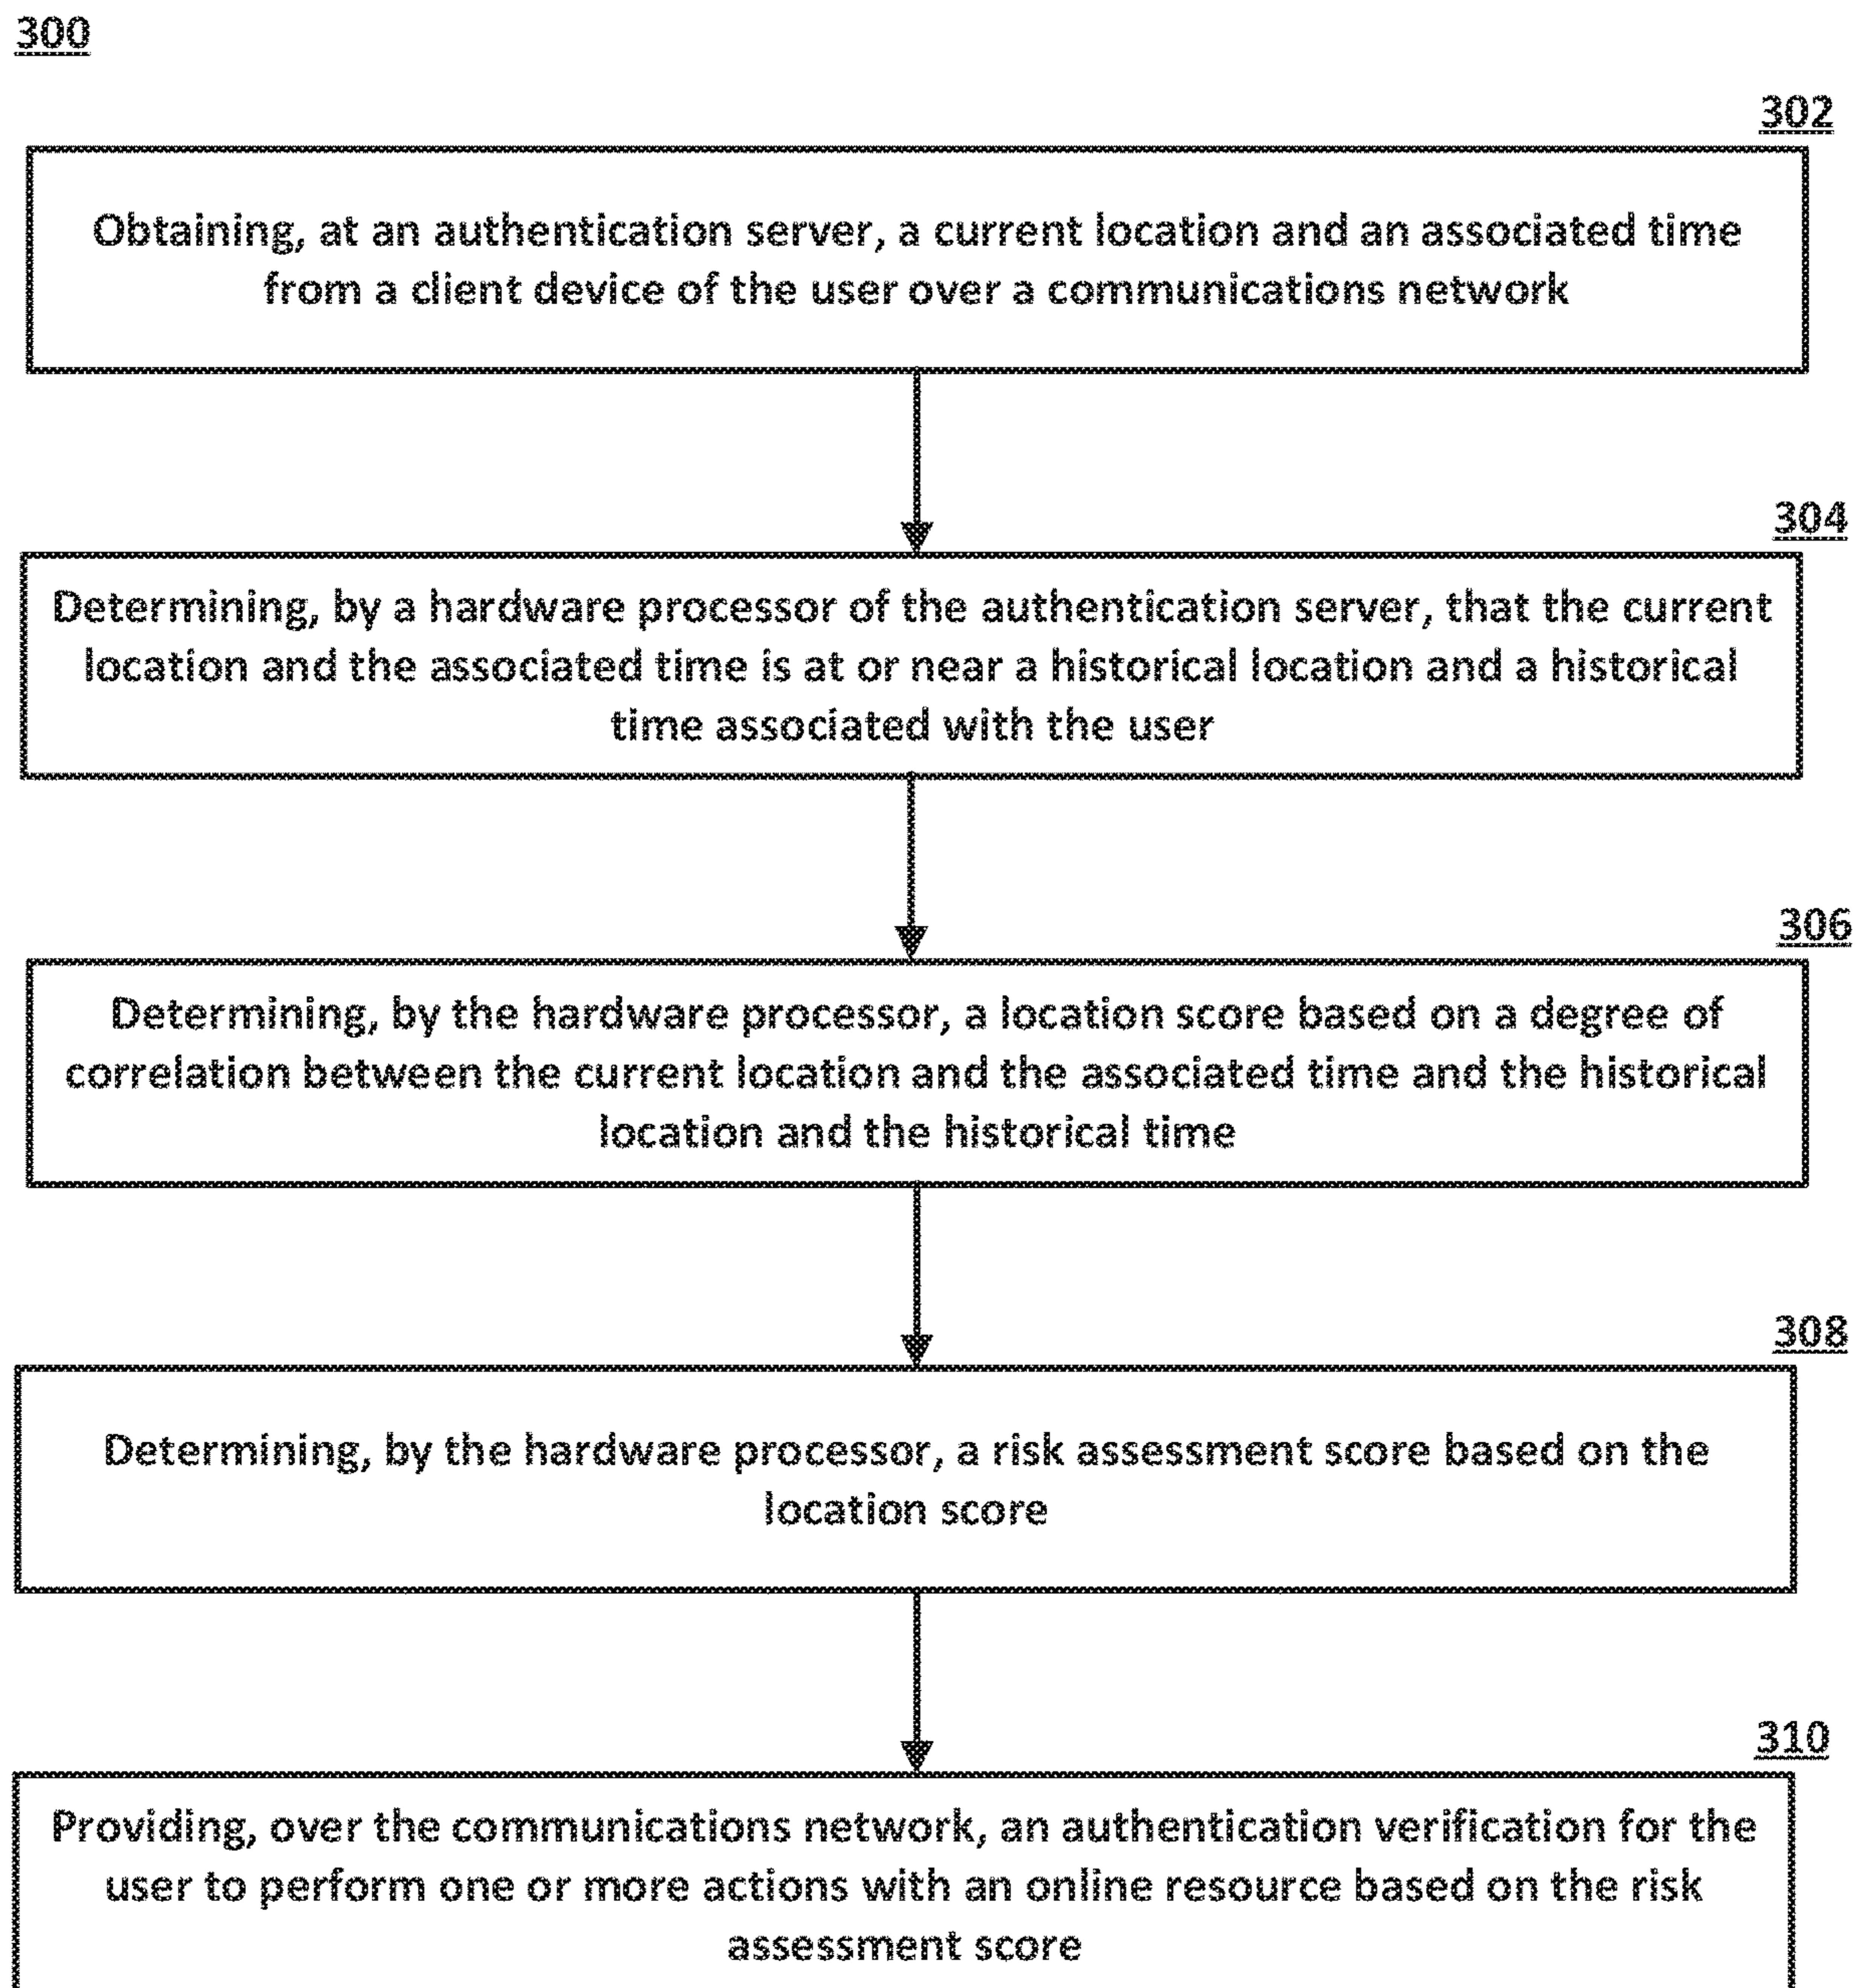 300
302
Obtaining, at an authentication server, a current location and an associated time
from a client device of the user over a communications network
304
Determining, by a hardware processor of the authentication server, that the current
location and the associated time is at or near a historical location and a historical
time associated with the user
306
Determining, by the hardware processor, a location score based on a degree of
correlation between the current location and the associated time and the historical
location and the historical time
308
Determining, by the hardware processor, a risk assessment score based on the
location score
310
Providing, over the communications network, an authentication verification for the
user to perform one or more actions with an online resource based on the risk
assessment score